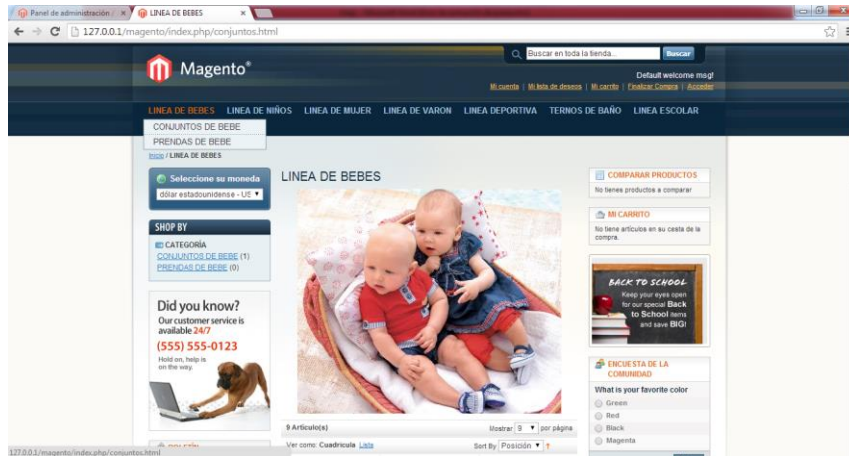 Panel de administración /
LINEA DE BEBES
127.0.0.1/magento/index.php/conjuntos.html
Magento®
Buscar en toda la tienda...
Buscar
Default welcome msg!
Mi cuenta | Mi lista de deseos | Mi carrito | Finalizar Compra | Acceder
LINEA DE BEBES LINEA DE NIÑOS LINEA DE MUJER LINEA DE VARON LINEA DEPORTIVA TERNOS DE BAÑO LINEA ESCOLAR
CONJUNTOS DE BEBE
PRENDAS DE BEBE
Inicio / LINEA DE BEBES
Seleccione su moneda
dólar estadounidense - US
SHOP BY
CATEGORÍA
CONJUNTOS DE BEBE (1)
PRENDAS DE BEBE (0)
Did you know?
Our customer service is
available 24/7
(555) 555-0123
Hold on, help is
on the way.
BOLETÍN
LINEA DE BEBES
9 Artículo(s)
Mostrar 9 por página
Ver como: Cuadrícula Lista
Sort By Posición
COMPARAR PRODUCTOS
No tienes productos a comparar
MI CARRITO
No tiene artículos en su cesta de la
compra.
BACK TO SCHOOL
Keep your eyes open
for our special Back
to School items
and save BIG!
ENCUESTA DE LA
COMUNIDAD
What is your favorite color
Green
Red
Black
Magenta
127.0.0.1/magento/index.php/conjuntos.html